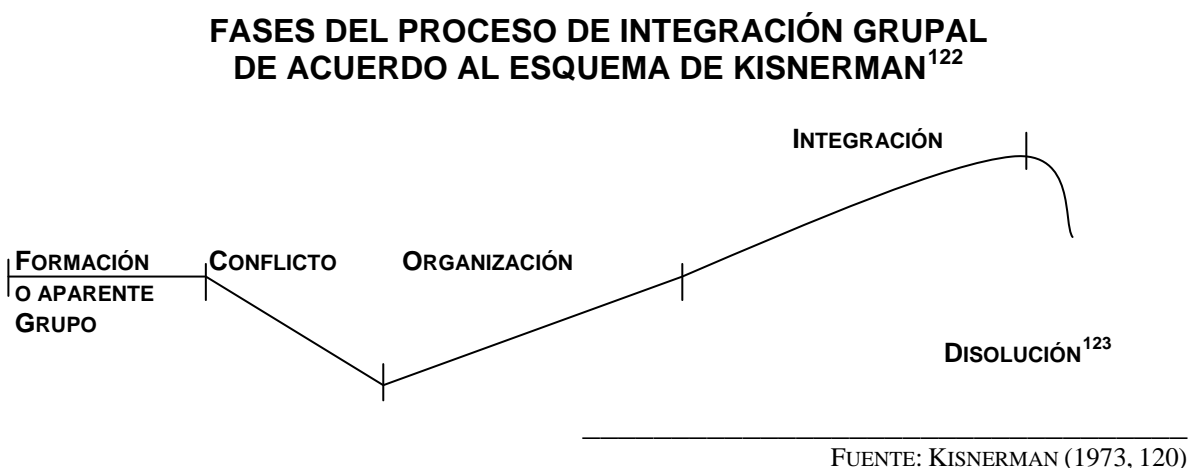 FASES DEL PROCESO DE INTEGRACIÓN GRUPAL
DE ACUERDO AL ESQUEMA DE KISNERMAN122
INTEGRACIÓN
FORMACIÓN
O APARENTE
GRUPO
CONFLICTO
ORGANIZACIÓN
DISOLUCIÓN123
FUENTE: KISNERMAN (1973, 120)